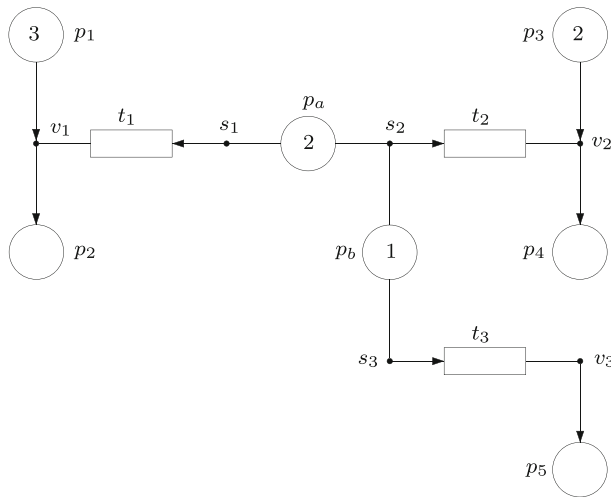 3 p₁ p₃ 2
pₐ
v₁ t₁ s₁ 2 s₂ t₂ v₂
p₂ p_b 1 p₄
s₃ t₃ v₃
p₅